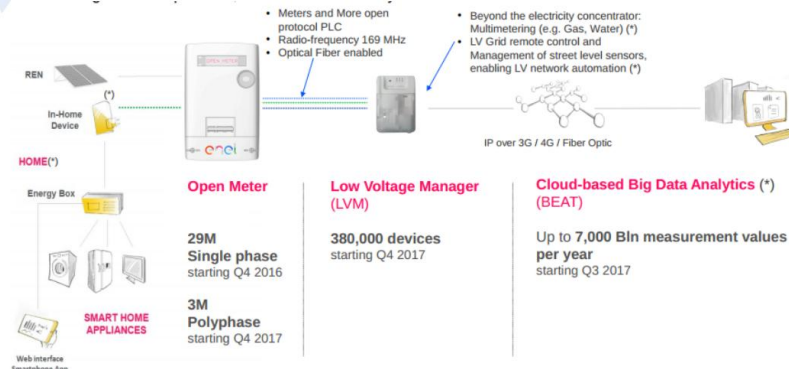 • Meters and More open
protocol PLC
• Radio-frequency 169 MHz
• Optical Fiber enabled
• Beyond the electricity concentrator:
Multimetering (e.g. Gas, Water) (*)
• LV Grid remote control and
Management of street level sensors,
enabling LV network automation (*)
REN
(*)
In-Home
Device
OPEN METER
enel
IP over 3G / 4G / Fiber Optic
HOME(*)
Energy Box
SMART HOME
APPLIANCES
Web interface
Smartphone App
Open Meter
29M
Single phase
starting Q4 2016
3M
Polyphase
starting Q4 2017
Low Voltage Manager
(LVM)
380,000 devices
starting Q4 2017
Cloud-based Big Data Analytics (*)
(BEAT)
Up to 7,000 Bln measurement values
per year
starting Q3 2017